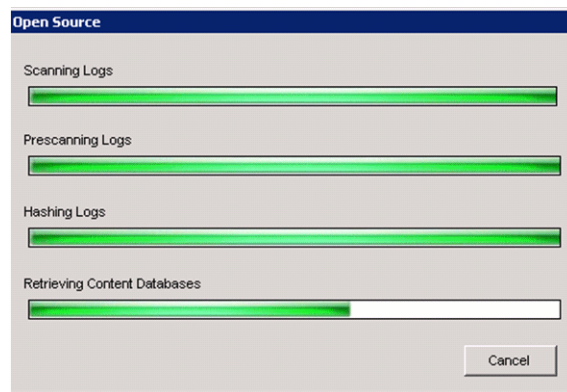 Open Source
Scanning Logs
Prescanning Logs
Hashing Logs
Retrieving Content Databases
Cancel